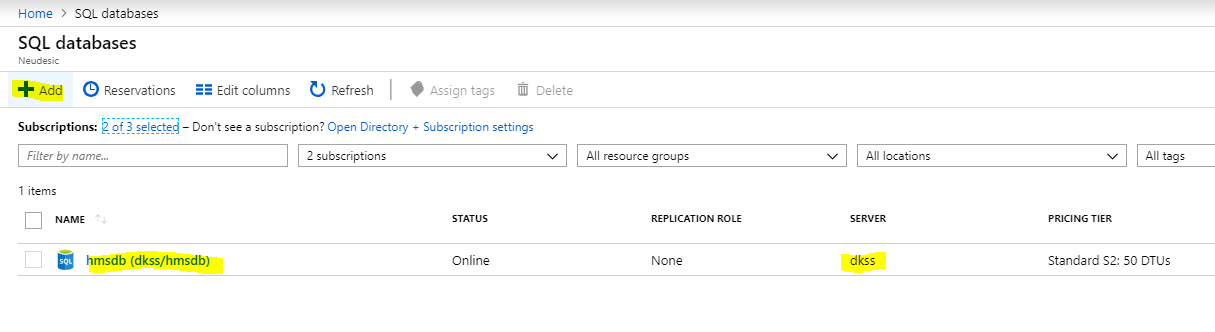 Home > SQL databases
SQL databases
Neudesic
Add Reservations Edit columns Refresh Assign tags Delete
Subscriptions: 2 of 3 selected – Don't see a subscription? Open Directory + Subscription settings
Filter by name... 2 subscriptions All resource groups All locations All tags
1 items
NAME STATUS REPLICATION ROLE SERVER PRICING TIER
SQL hmsdb (dkss/hmsdb) Online None dkss Standard S2: 50 DTUs